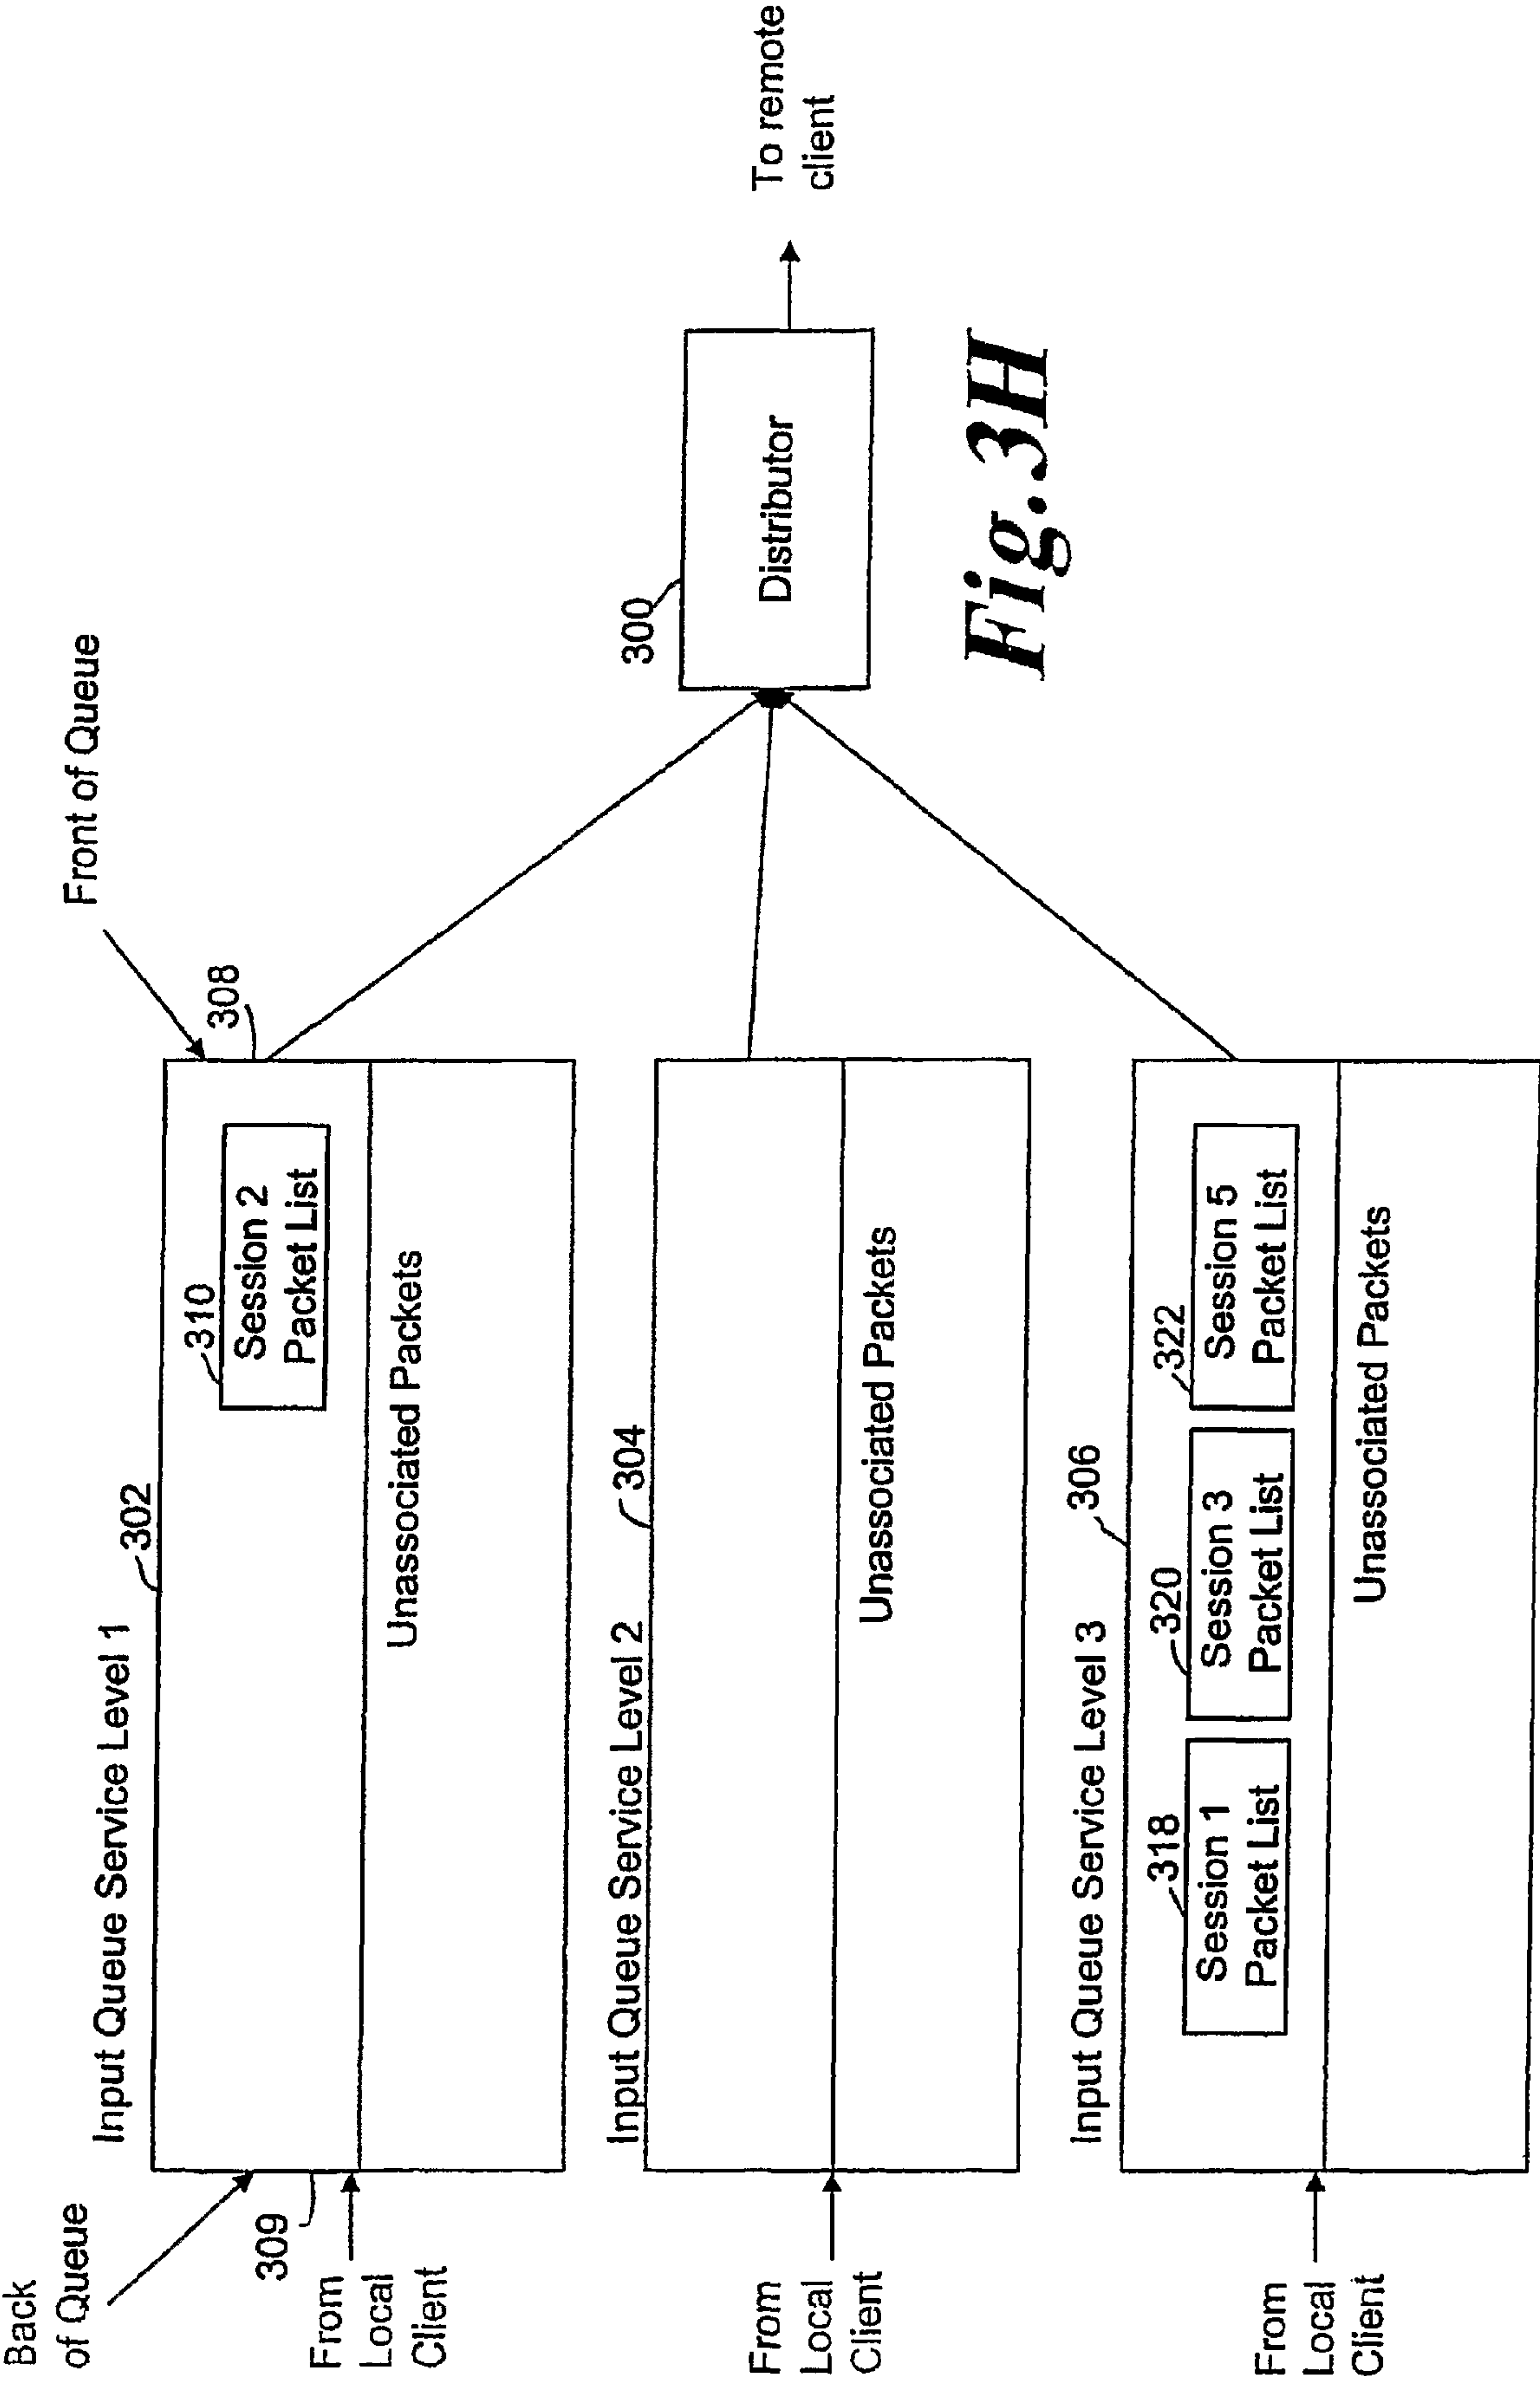 Back
of Queue
309
From
Local
Client
Input Queue Service Level 1
302
310
Session 2
Packet List
Unassociated Packets
308
Front of Queue
From
Local
Client
Input Queue Service Level 2
304
Unassociated Packets
300
Distributor
To remote
client
From
Local
Client
Input Queue Service Level 3
306
318
Session 1
Packet List
320
Session 3
Packet List
322
Session 5
Packet List
Unassociated Packets
Fig.3H